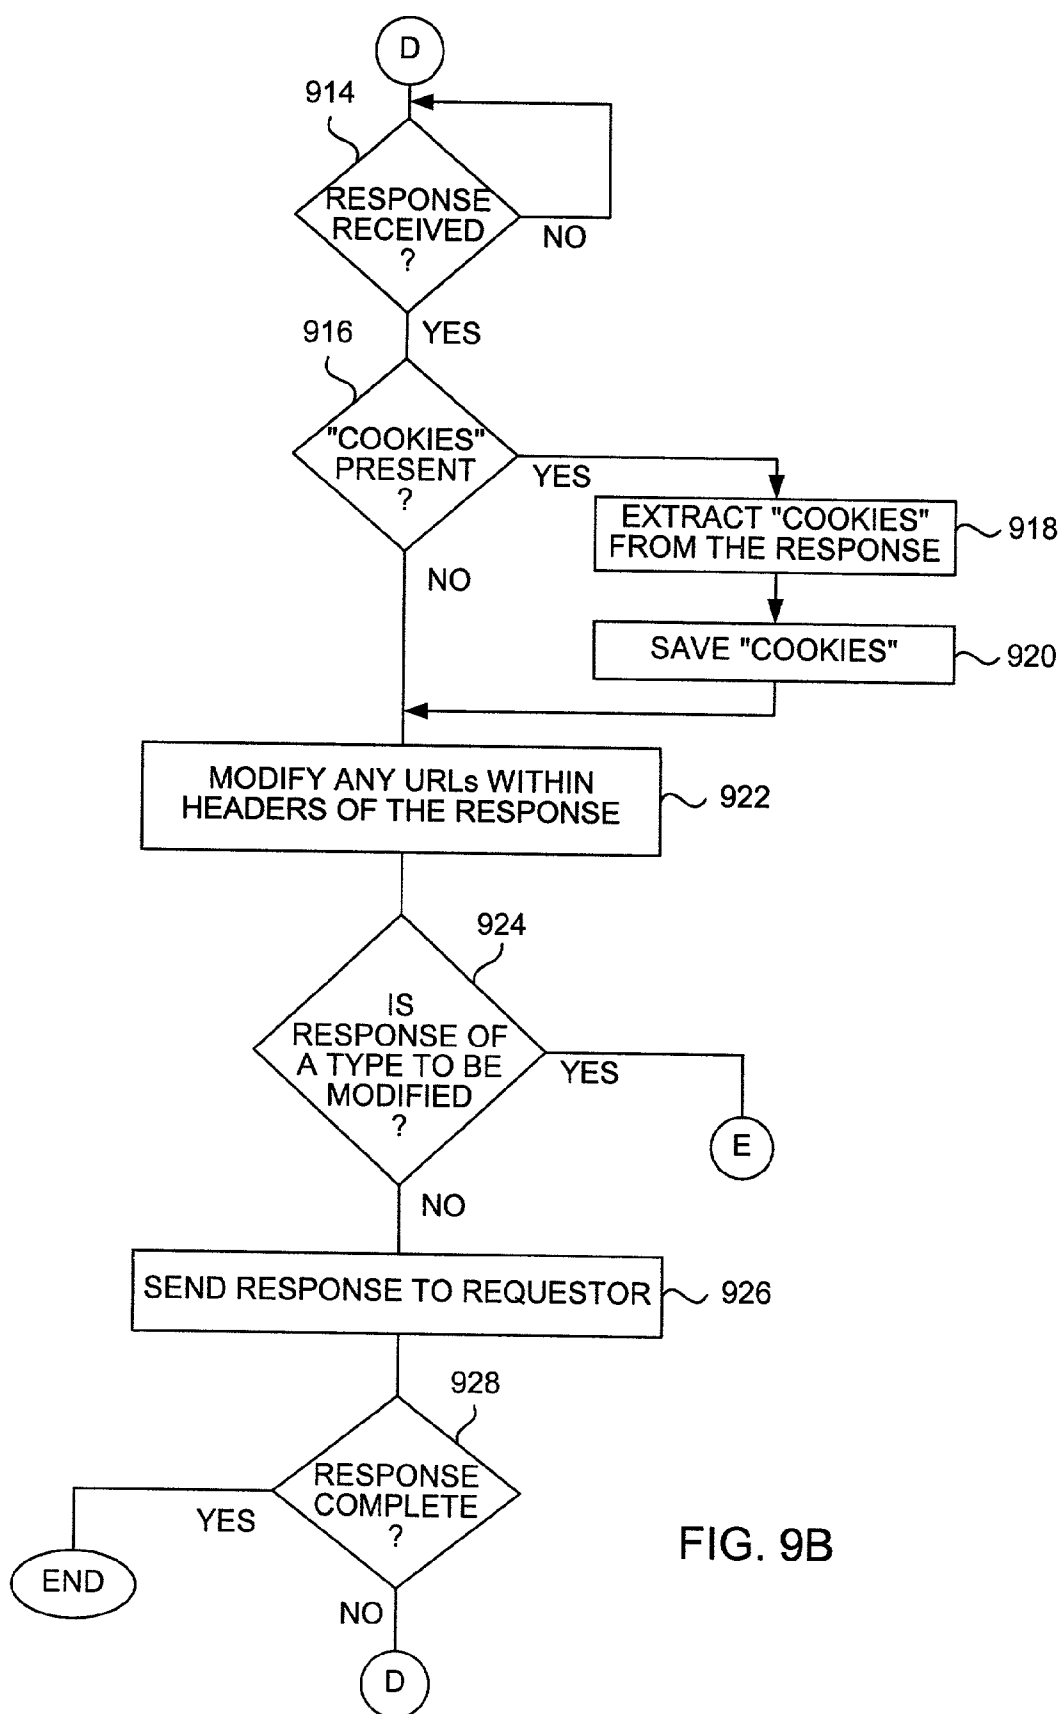 D
914
RESPONSE
RECEIVED
?
NO
YES
916
"COOKIES"
PRESENT
?
YES
EXTRACT "COOKIES"
FROM THE RESPONSE
918
NO
SAVE "COOKIES"
920
MODIFY ANY URLs WITHIN
HEADERS OF THE RESPONSE
922
924
IS
RESPONSE OF
A TYPE TO BE
MODIFIED
?
YES
E
NO
SEND RESPONSE TO REQUESTOR
926
928
RESPONSE
COMPLETE
?
YES
END
NO
D
FIG. 9B